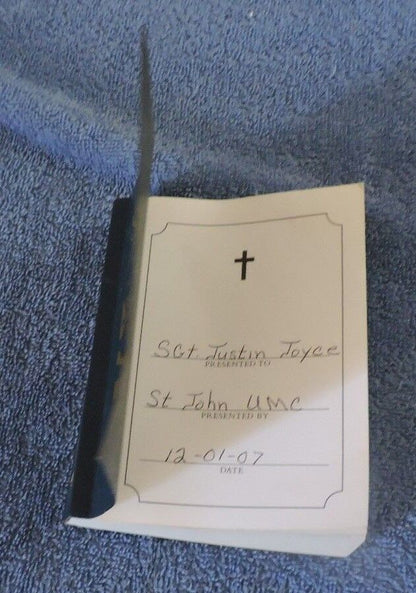 SGt. Justin Joyce
PRESENTED TO
St John UMC
PRESENTED BY
12-01-07
DATE